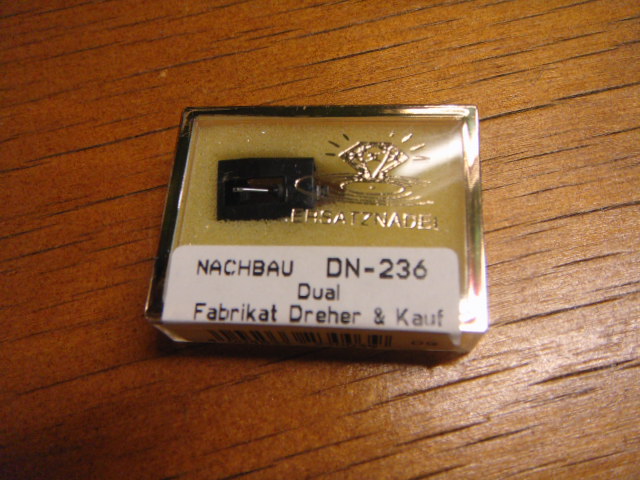 ERSATZNADEL
NACHBAU DN-236
Dual
Fabrikat Dreher & Kauf